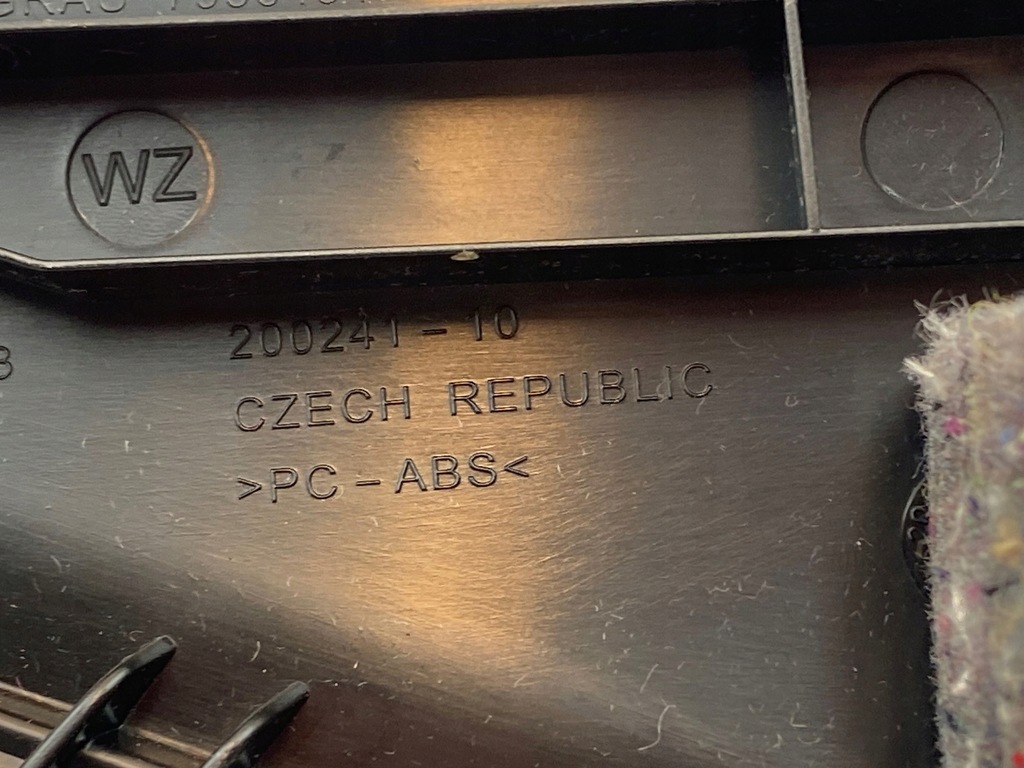 WZ
200241-10
CZECH REPUBLIC
>PC-ABS<